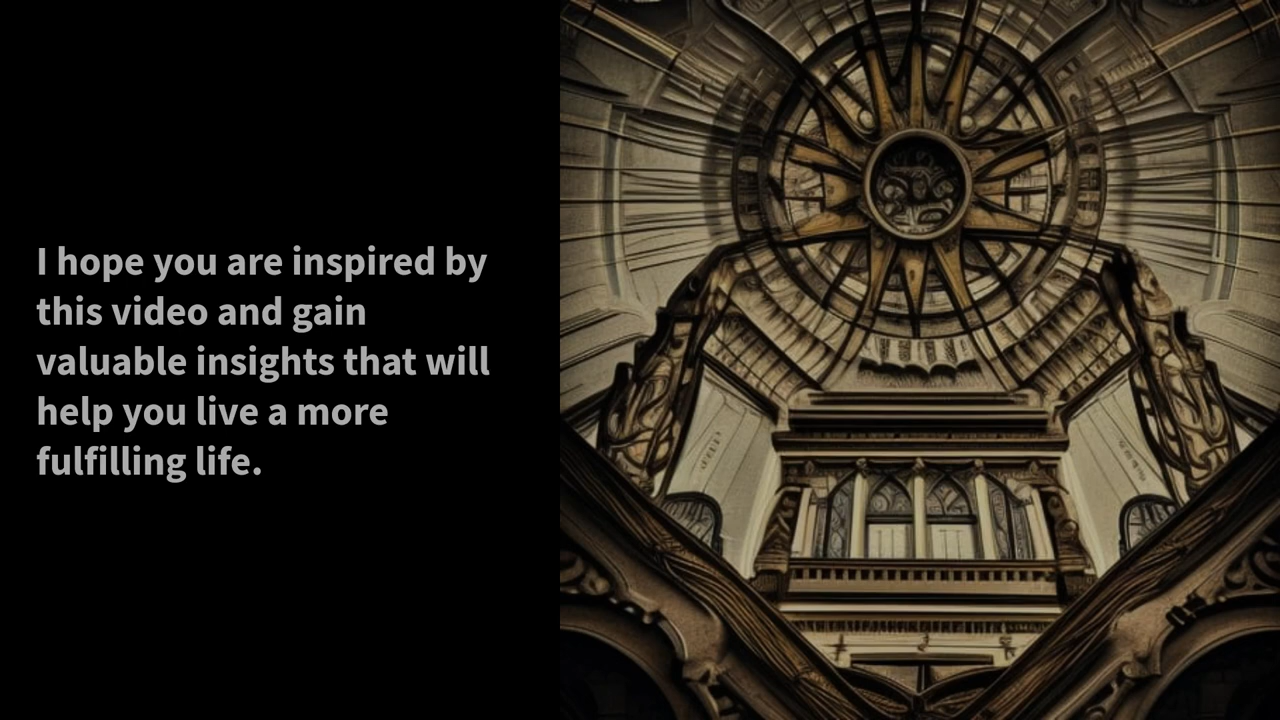 I hope you are inspired by
this video and gain
valuable insights that will
help you live a more
fulfilling life.